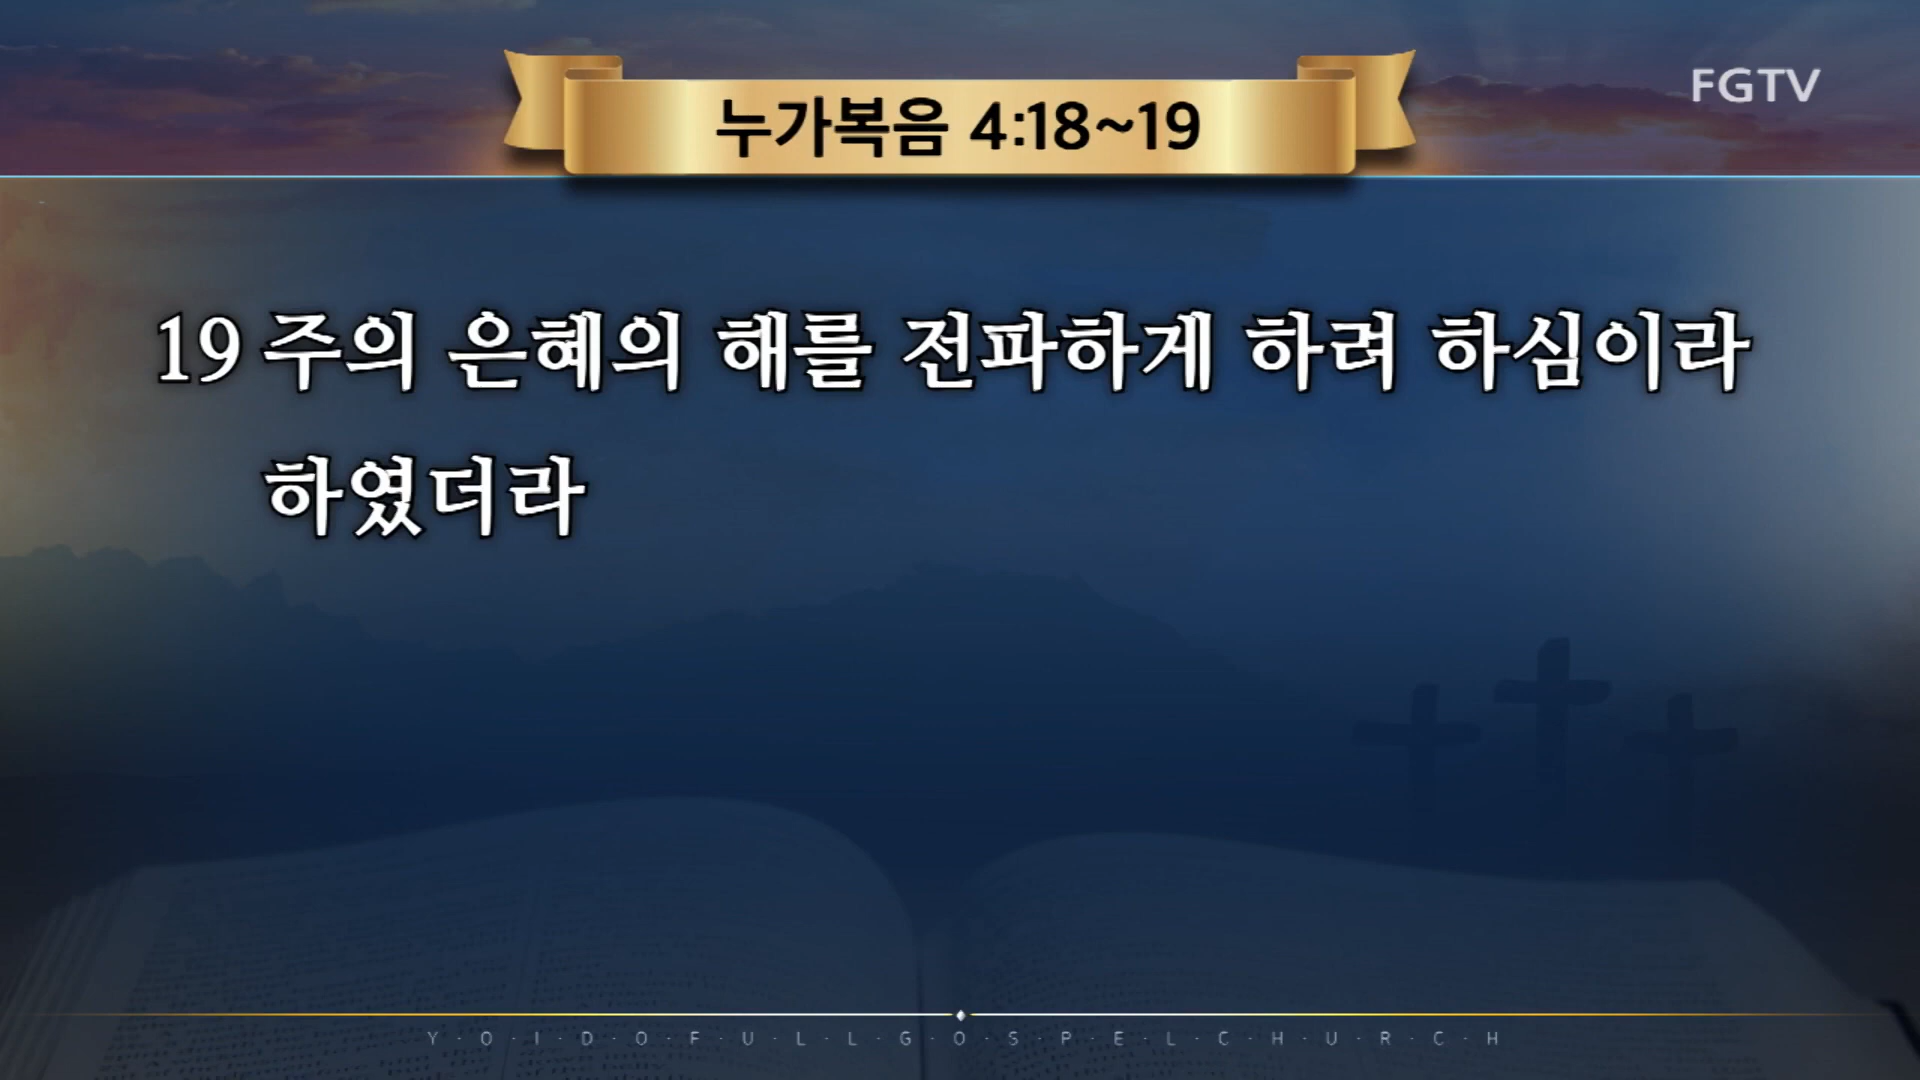 누가복음 4:18~19
FGTV
19 주의 은혜의 해를 전파하게 하려 하심이라
하였더라
Y·O·I·D·O·F·U·L·L·G·O·S·P·E·L·C·H·U·R·C·H